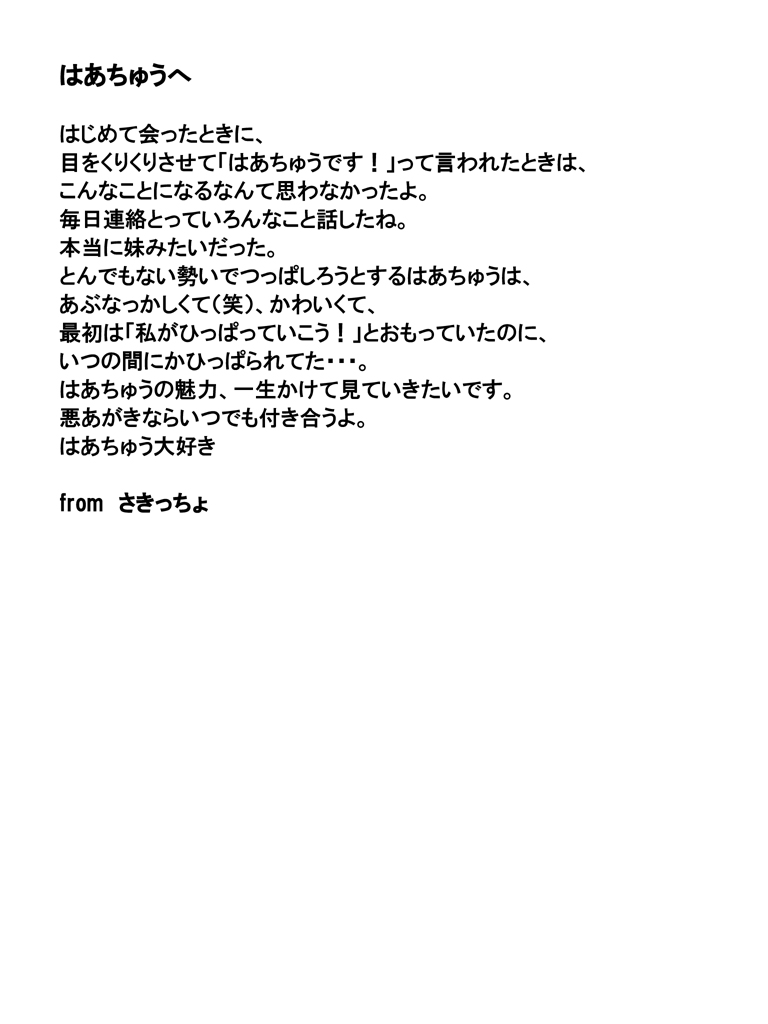 はあちゅうへ
はじめて会ったときに、
目をくりくりさせて「はあちゅうです！」って言われたときは、
こんなことになるなんて思わなかったよ。
毎日連絡とっていろんなこと話したね。
本当に妹みたいだった。
とんでもない勢いでつっぱしろうとするはあちゅうは、
あぶなっかしくて（笑）、かわいくて、
最初は「私がひっぱっていこう！」とおもっていたのに、
いつの間にかひっぱられてた・・・。
はあちゅうの魅力、一生かけて見ていきたいです。
悪あがきならいつでも付き合うよ。
はあちゅう大好き
from　さきっちょ